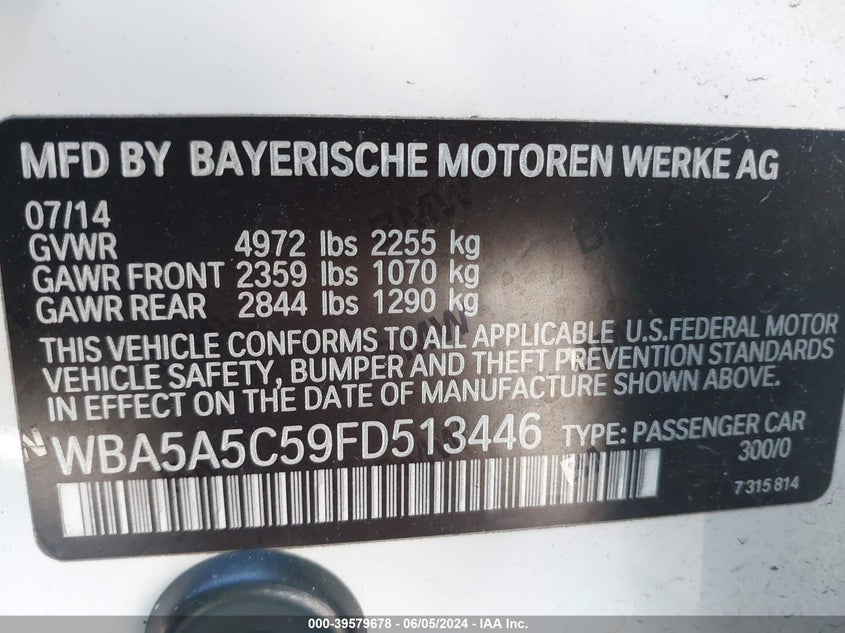 MFD BY BAYERISCHE MOTOREN WERKE AG
07/14
GVWR 4972 lbs 2255 kg
GAWR FRONT 2359 lbs 1070 kg
GAWR REAR 2844 lbs 1290 kg
THIS VEHICLE CONFORMS TO ALL APPLICABLE U.S.FEDERAL MOTOR
VEHICLE SAFETY, BUMPER AND THEFT PREVENTION STANDARDS
IN EFFECT ON THE DATE OF MANUFACTURE SHOWN ABOVE.
WBA5A5C59FD513446 TYPE: PASSENGER CAR
300/0
7 315 814
000-39579678 - 06/05/2024 - IAA Inc.